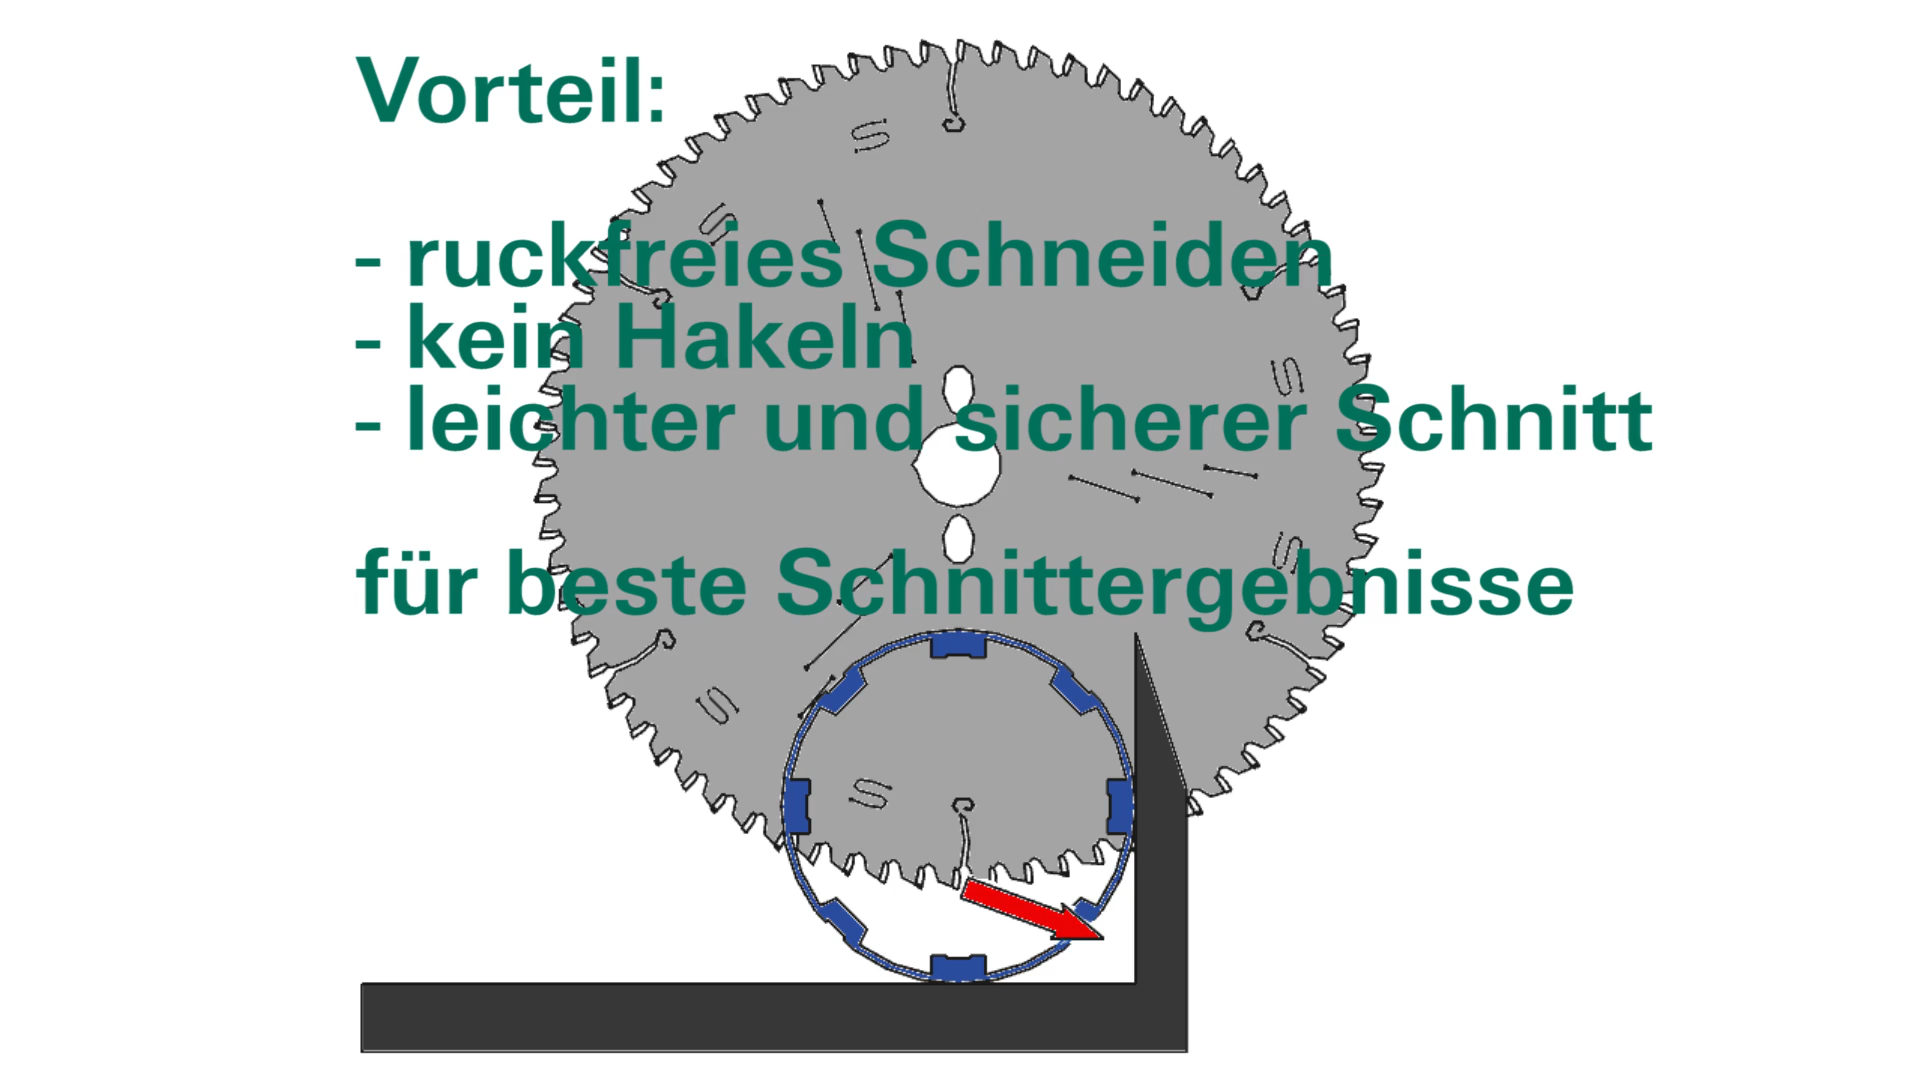 Vorteil:
- ruckfreies Schneiden
- kein Hakeln
- leichter und sicherer Schnitt
für beste Schnittergebnisse